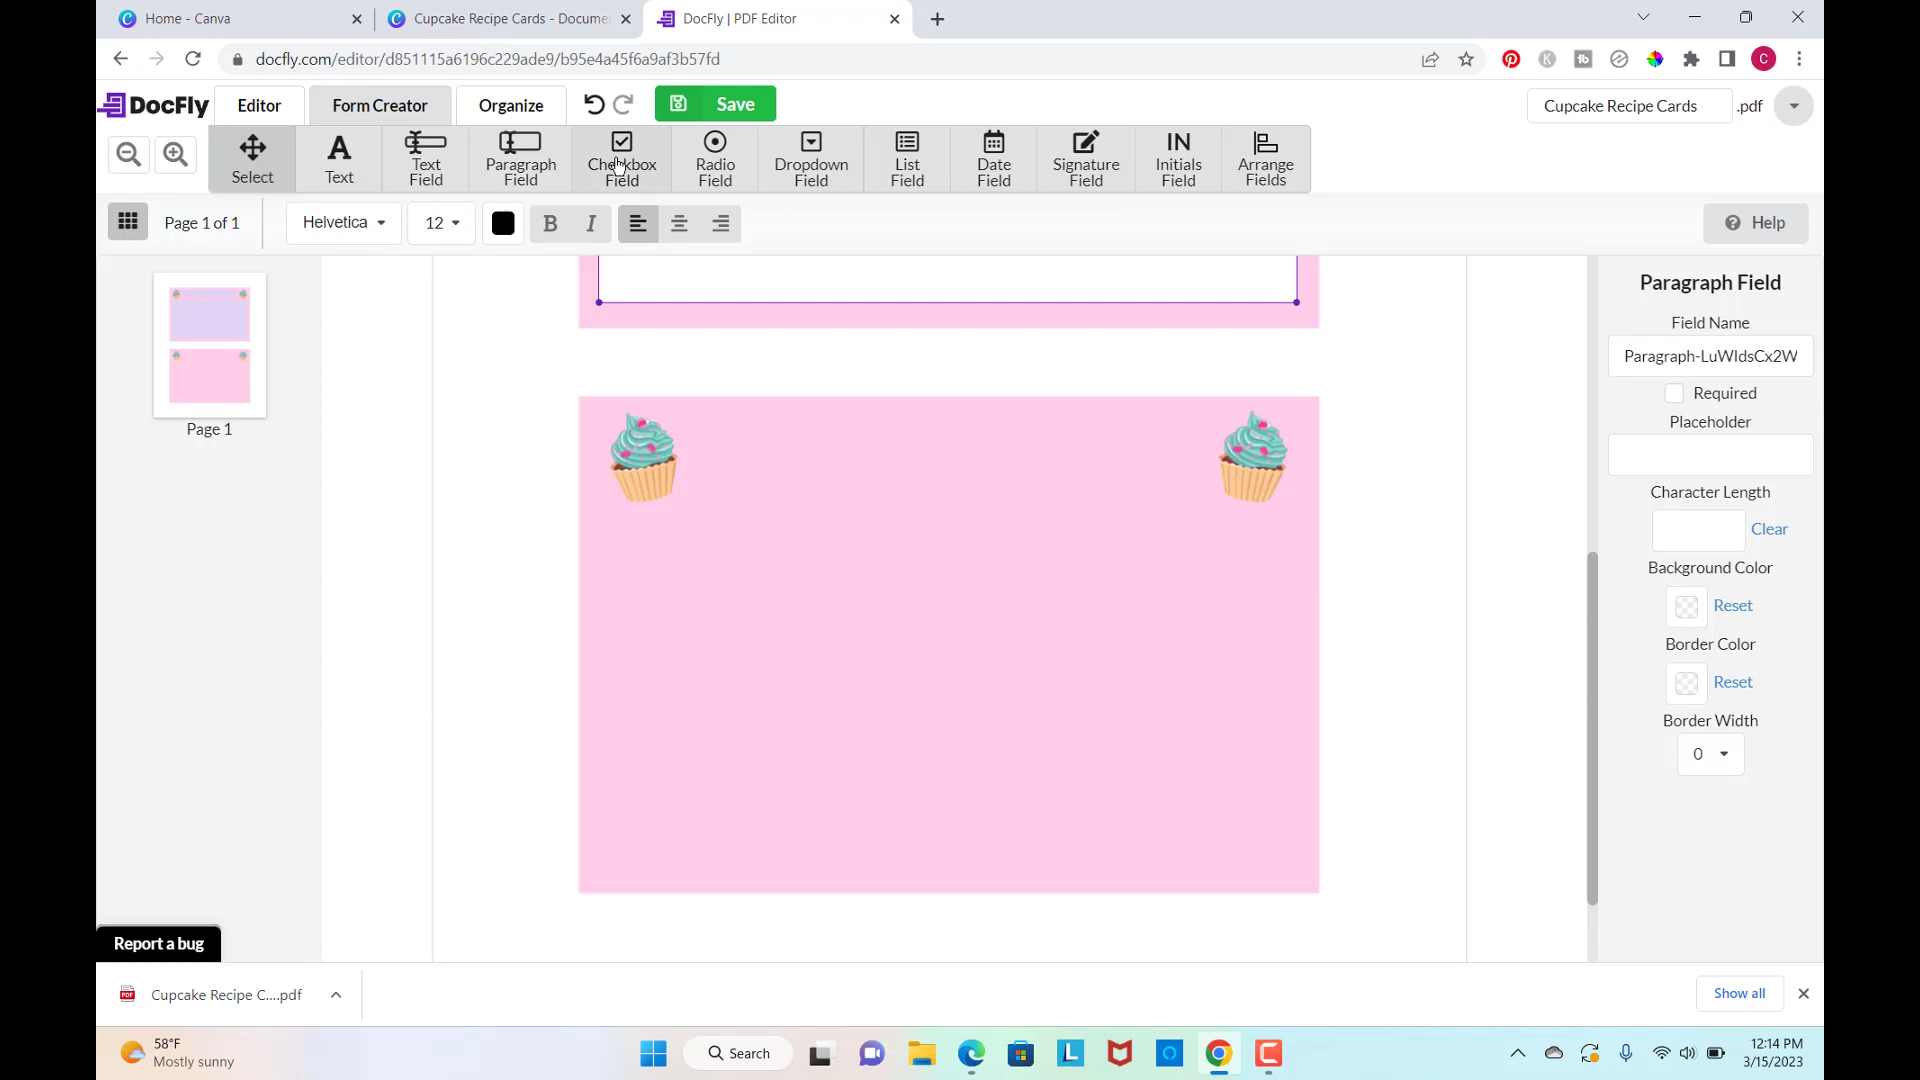 Home - Canva
Cupcake Recipe Cards - Docume
DocFly | PDF Editor
docfly.com/editor/d851115a6196c229ade9/b95e4a45f6a9af3b57fd
DocFly
Editor
Form Creator
Organize
Save
Cupcake Recipe Cards
.pdf
Select
Text
Text Field
Paragraph Field
Checkbox Field
Radio Field
Dropdown Field
List Field
Date Field
Signature Field
IN
Initials Field
Arrange Fields
Page 1 of 1
Helvetica
12
B
I
Help
Page 1
Paragraph Field
Field Name
Paragraph-LuWIdsCx2W
Required
Placeholder
Character Length
Clear
Background Color
Reset
Border Color
Reset
Border Width
0
Report a bug
Cupcake Recipe C....pdf
Show all
58°F
Mostly sunny
Search
12:14 PM
3/15/2023